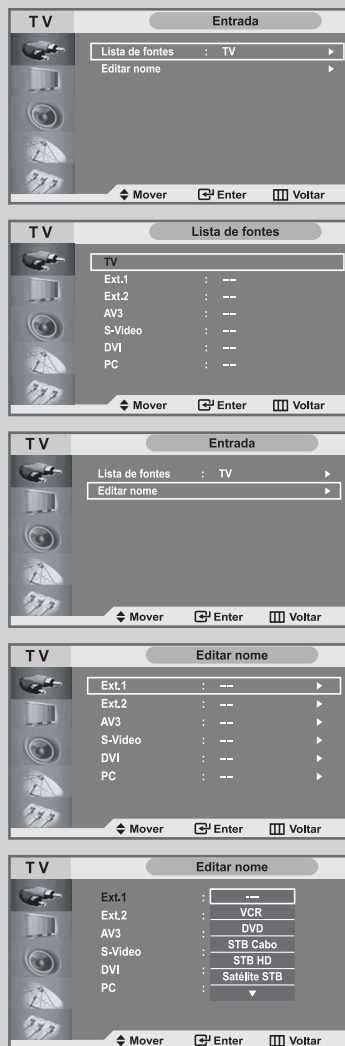 TV Entrada
Lista de fontes : TV ►
Editar nome ►
Mover Enter Voltar
TV Lista de fontes
TV
Ext.1 : --
Ext.2 : --
AV3 : --
S-Video : --
DVI : --
PC : --
Mover Enter Voltar
TV Entrada
Lista de fontes : TV ►
Editar nome ►
Mover Enter Voltar
TV Editar nome
Ext.1 : -- ►
Ext.2 : -- ►
AV3 : -- ►
S-Video : -- ►
DVI : -- ►
PC : -- ►
Mover Enter Voltar
TV Editar nome
Ext.1 : ---
Ext.2 : VCR
AV3 : DVD
S-Video : STB Cabo
STB HD
DVI : Satélite STB
PC : ▼
Mover Enter Voltar